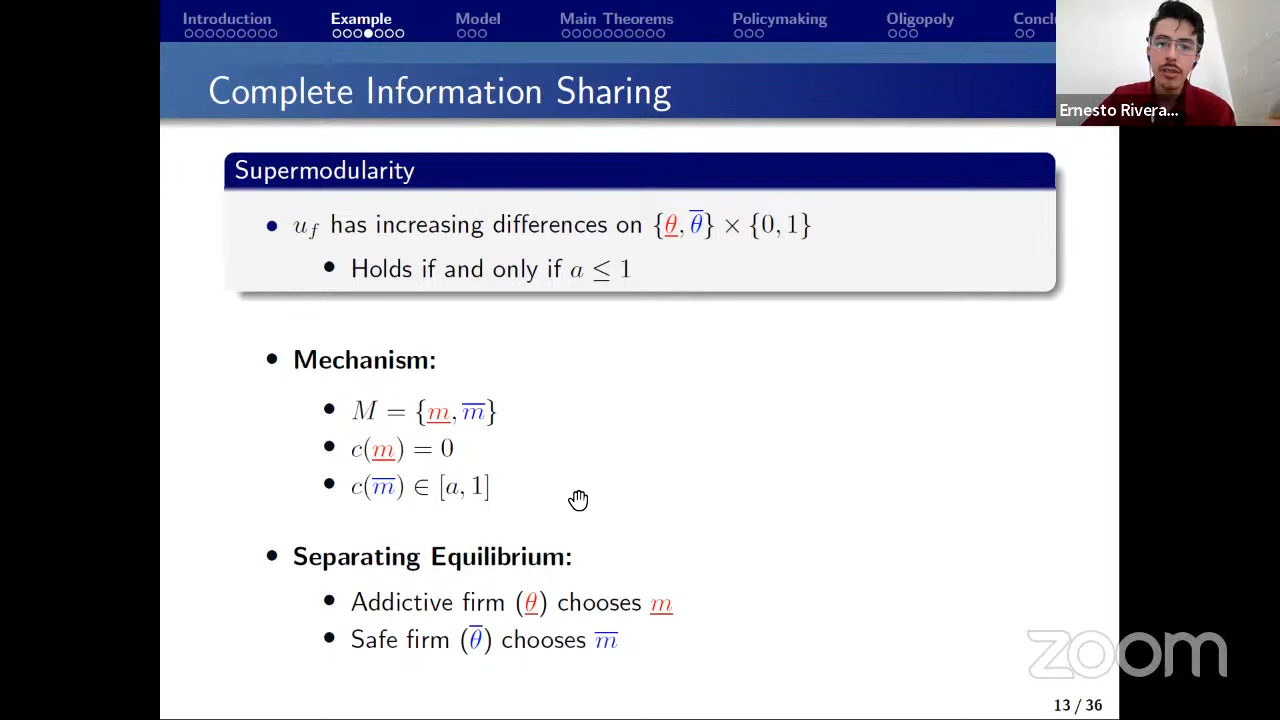 Introduction Example Model Main Theorems Policymaking Oligopoly Conclu
Complete Information Sharing
Ernesto Rivera...
Supermodularity
• u_f has increasing differences on {θ̲, θ̅} × {0, 1}
• Holds if and only if a ≤ 1
• Mechanism:
• M = {m̲, m̅}
• c(m̲) = 0
• c(m̅) ∈ [a, 1]
• Separating Equilibrium:
• Addictive firm (θ̲) chooses m̲
• Safe firm (θ̅) chooses m̅
zoom
13 / 36